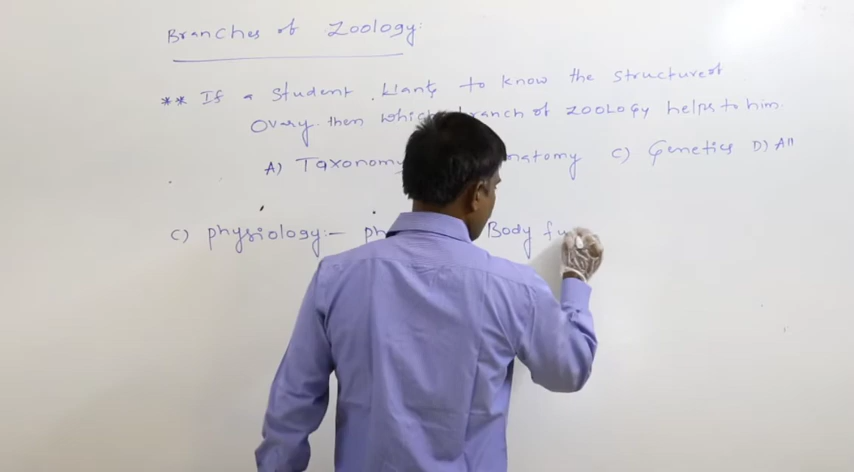 Branches of Zoology:
** If a student wants to know the structure of
Ovary then which branch of ZOOLOGY helps to him.
A) Taxonomy natomy C) Genetics D) All
C) physiology:- ph Body fu